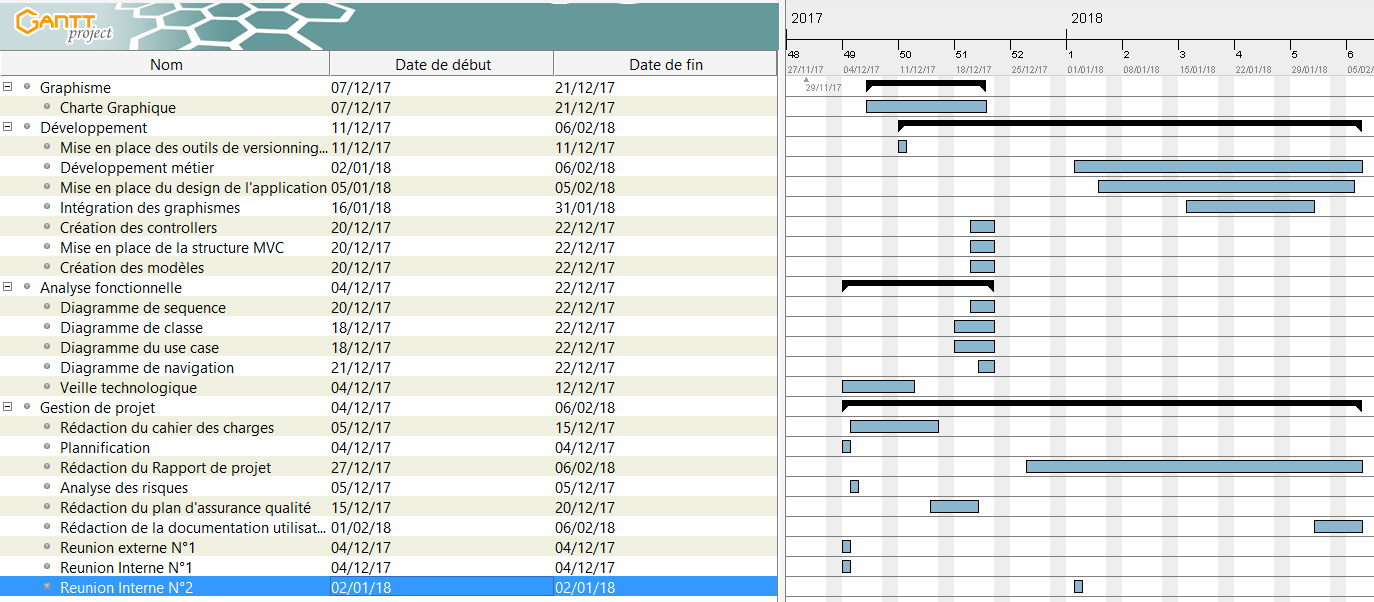 GANTT project
2017 2018
48 49 50 51 52 1 2 3 4 5 6
27/11/17 04/12/17 11/12/17 18/12/17 25/12/17 01/01/18 08/01/18 15/01/18 22/01/18 29/01/18 05/02/
29/11/17
Nom Date de début Date de fin
Graphisme 07/12/17 21/12/17
Charte Graphique 07/12/17 21/12/17
Développement 11/12/17 06/02/18
Mise en place des outils de versionning... 11/12/17 11/12/17
Développement métier 02/01/18 06/02/18
Mise en place du design de l'application 05/01/18 05/02/18
Intégration des graphismes 16/01/18 31/01/18
Création des controllers 20/12/17 22/12/17
Mise en place de la structure MVC 20/12/17 22/12/17
Création des modèles 20/12/17 22/12/17
Analyse fonctionnelle 04/12/17 22/12/17
Diagramme de sequence 20/12/17 22/12/17
Diagramme de classe 18/12/17 22/12/17
Diagramme du use case 18/12/17 22/12/17
Diagramme de navigation 21/12/17 22/12/17
Veille technologique 04/12/17 12/12/17
Gestion de projet 04/12/17 06/02/18
Rédaction du cahier des charges 05/12/17 15/12/17
Plannification 04/12/17 04/12/17
Rédaction du Rapport de projet 27/12/17 06/02/18
Analyse des risques 05/12/17 05/12/17
Rédaction du plan d'assurance qualité 15/12/17 20/12/17
Rédaction de la documentation utilisat... 01/02/18 06/02/18
Reunion externe N°1 04/12/17 04/12/17
Reunion Interne N°1 04/12/17 04/12/17
Reunion Interne N°2 02/01/18 02/01/18